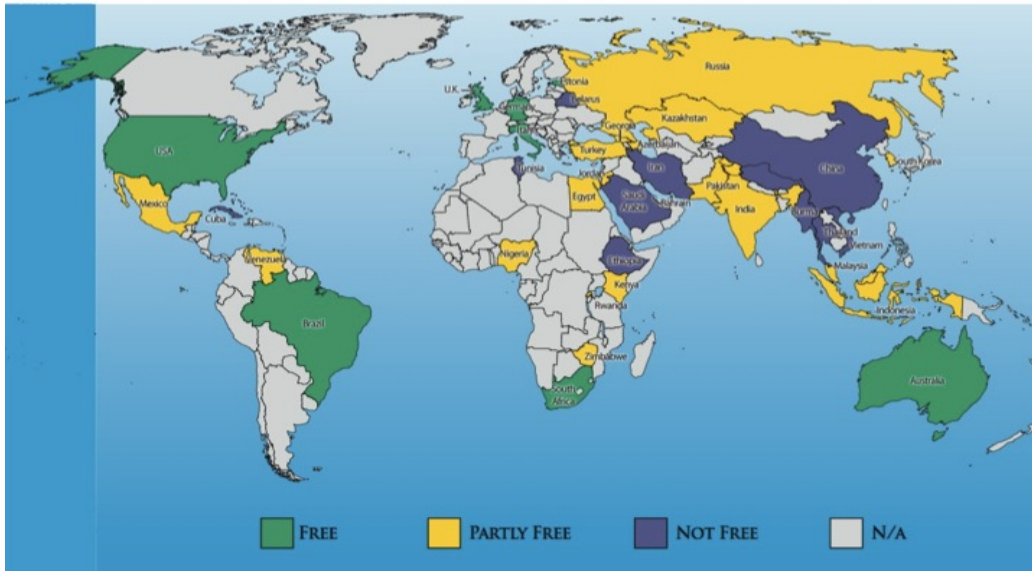 Russia
Estonia
U.K.
Belarus
Germany
Kazakhstan
Italy
Georgia
USA
Turkey
Azerbaijan
South Korea
Tunisia
China
Iran
Jordan
Pakistan
Egypt
Saudi
Arabia
Bahrain
Mexico
India
Burma
Cuba
Thailand
Vietnam
Nigeria
Venezuela
Ethiopia
Malaysia
Kenya
Rwanda
Indonesia
Brazil
Zimbabwe
Australia
South
Africa
FREE
PARTLY FREE
NOT FREE
N/A